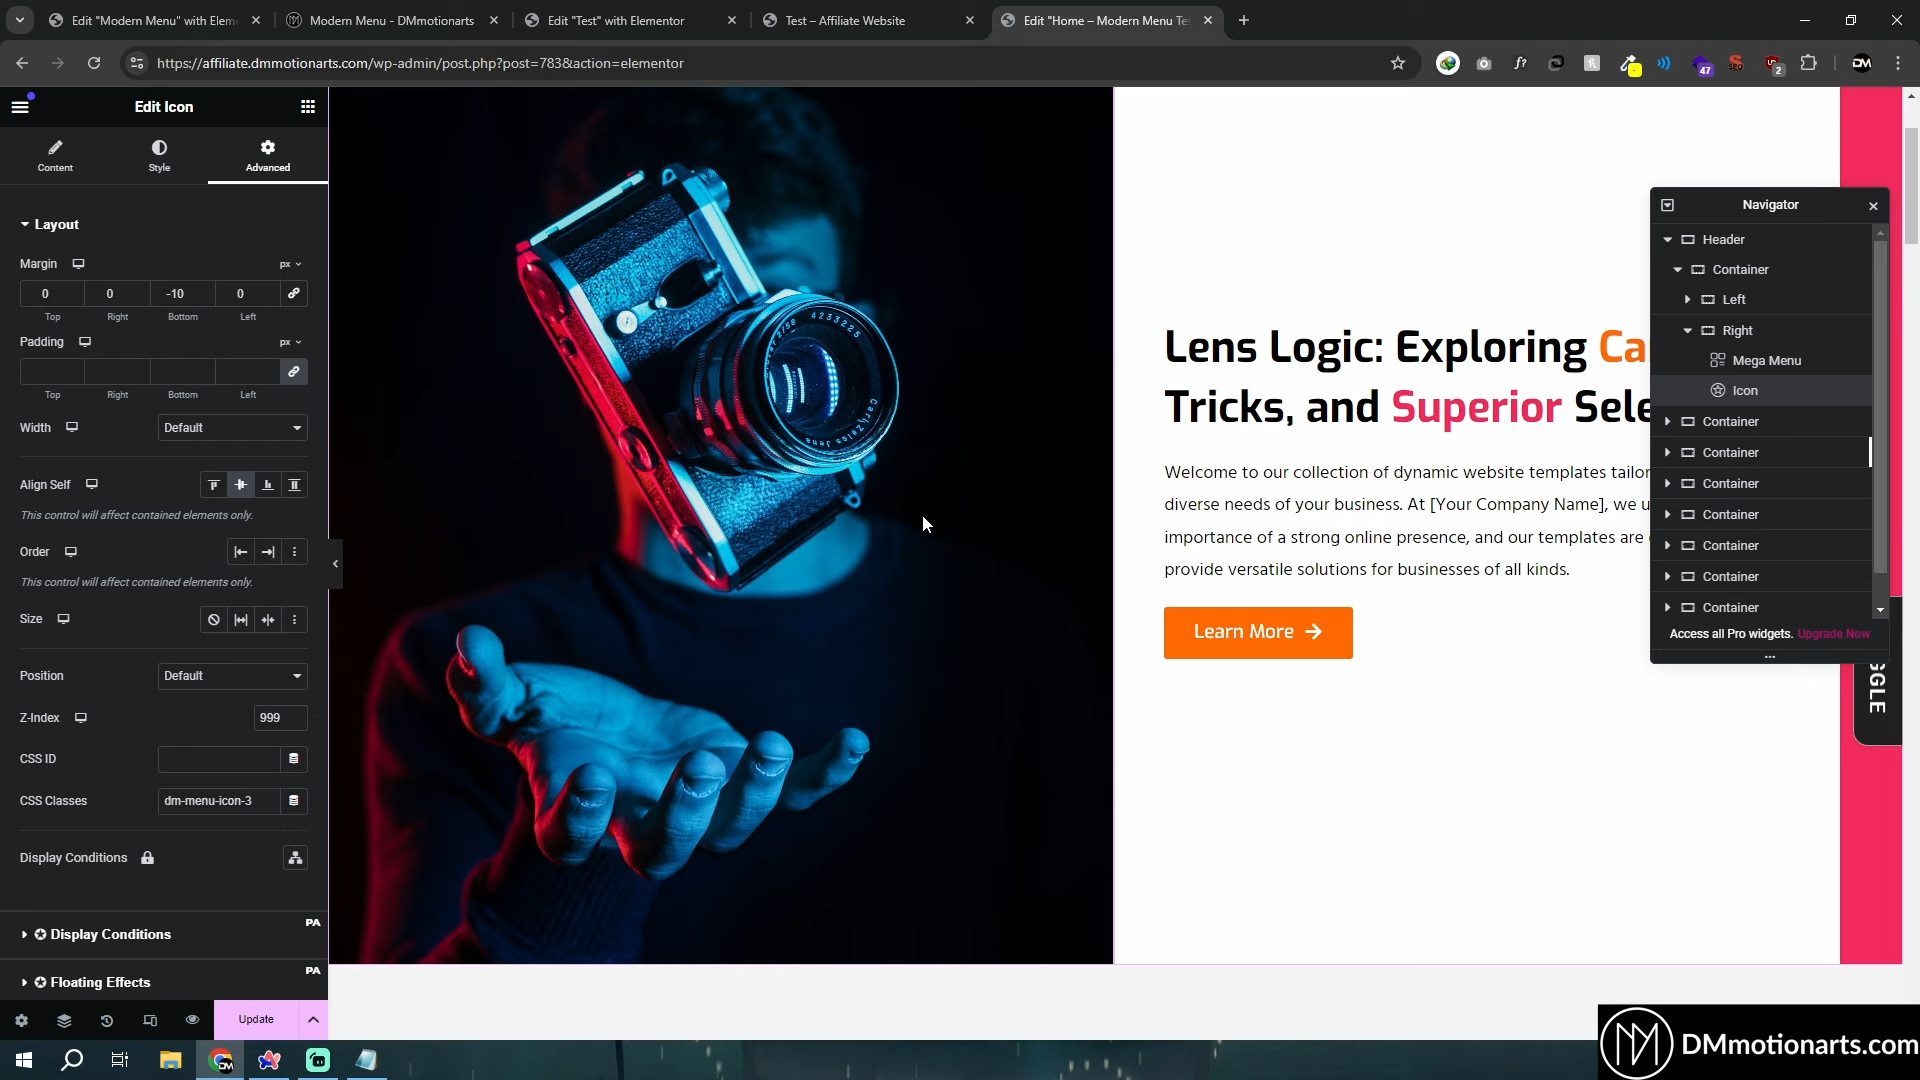 Edit "Modern Menu" with Elem
Modern Menu - DMmotionarts
Edit "Test" with Elementor
Test – Affiliate Website
Edit "Home – Modern Menu Te
https://affiliate.dmmotionarts.com/wp-admin/post.php?post=783&action=elementor
47
2
DM
Edit Icon
Content
Style
Advanced
Layout
Margin
px
0
0
-10
0
Top
Right
Bottom
Left
Padding
px
Top
Right
Bottom
Left
Width
Default
Align Self
This control will affect contained elements only.
Order
This control will affect contained elements only.
Size
Position
Default
Z-Index
999
CSS ID
CSS Classes
dm-menu-icon-3
Display Conditions
Display Conditions
PA
Floating Effects
PA
Update
4233225
Carl Zeiss Jena
Lens Logic: Exploring Ca
Tricks, and Superior Sele
Welcome to our collection of dynamic website templates tailor
diverse needs of your business. At [Your Company Name], we u
importance of a strong online presence, and our templates are
provide versatile solutions for businesses of all kinds.
Learn More
Navigator
Header
Container
Left
Right
Mega Menu
Icon
Container
Container
Container
Container
Container
Container
Container
Access all Pro widgets. Upgrade Now
GGLE
DMmotionarts.com